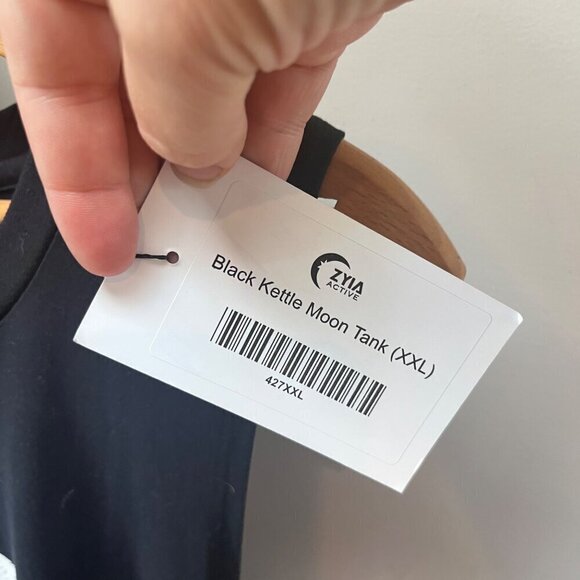 ZYIA
ACTIVE
Black Kettle Moon Tank (XXL)
427XXL